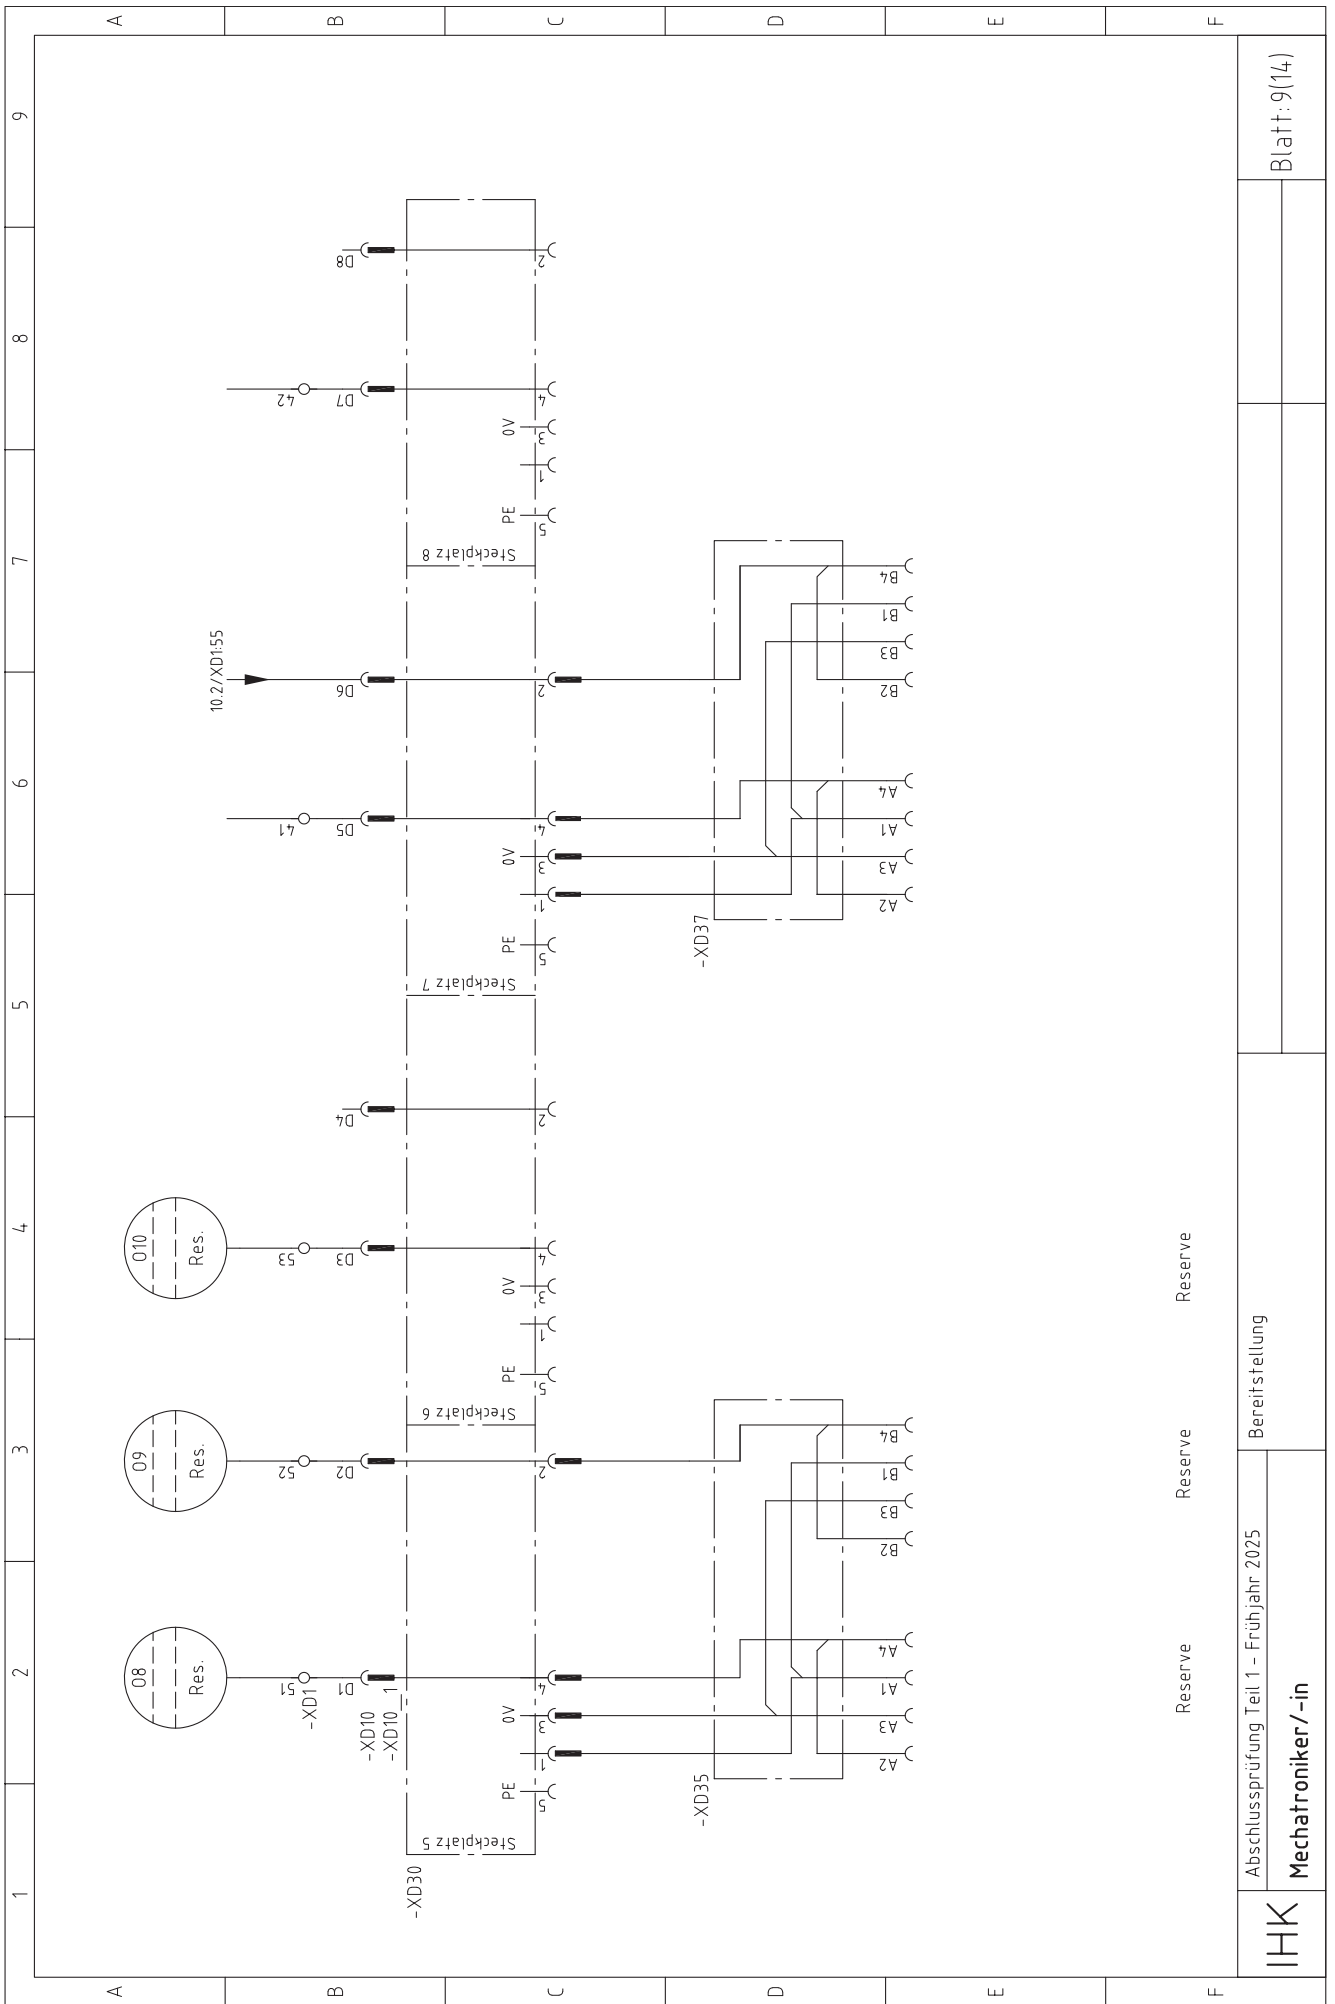 1 2 3 4 5 6 7 8 9
A A
B B
C C
D D
E E
F F
O8 O9 O10
Res. Res. Res.
10.2/XD1:55
-XD1 51 52 53 41 42
-XD10 D1 D2 D3 D4 D5 D6 D7 D8
-XD10_1
-XD30
Steckplatz 5 Steckplatz 6 Steckplatz 7 Steckplatz 8
PE 0V PE 0V PE 0V PE 0V
5 1 3 4 2 5 1 3 4 2 5 1 3 4 2 5 1 3 4 2
-XD35 -XD37
A2 A3 A1 A4 B2 B3 B1 B4 A2 A3 A1 A4 B2 B3 B1 B4
Reserve Reserve Reserve
IHK
Abschlussprüfung Teil 1 - Frühjahr 2025
Mechatroniker/-in
Bereitstellung
Blatt: 9(14)